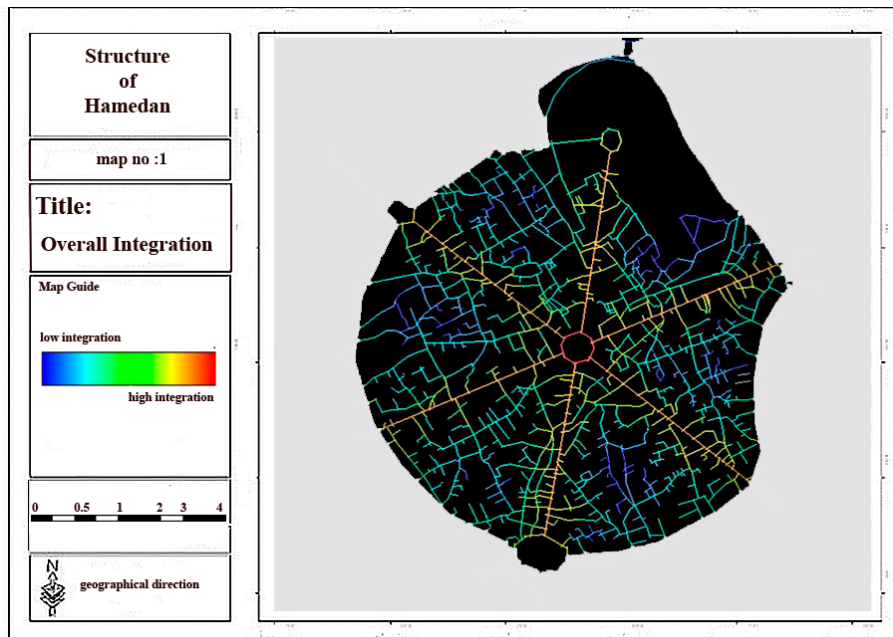 Structure
of
Hamedan
map no :1
Title:
Overall Integration
Map Guide
low integration
high integration
0 0.5 1 2 3 4
N
geographical direction